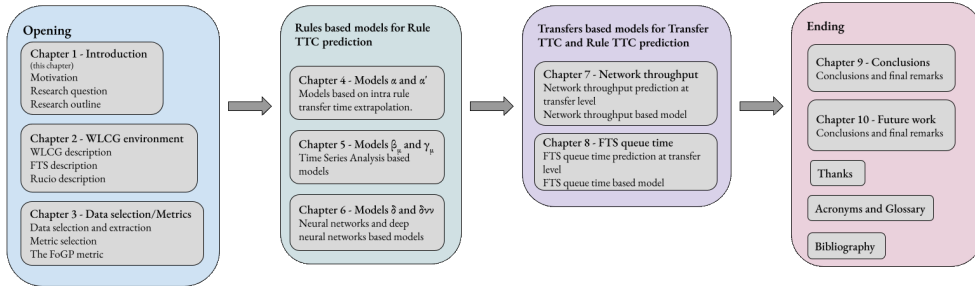 Opening
Chapter 1 - Introduction
(this chapter)
Motivation
Research question
Research outline
Chapter 2 - WLCG environment
WLCG description
FTS description
Rucio description
Chapter 3 - Data selection/Metrics
Data selection and extraction
Metric selection
The FoGP metric
Rules based models for Rule
TTC prediction
Chapter 4 - Models α and α'
Models based on intra rule
transfer time extrapolation.
Chapter 5 - Models βμ and γμ
Time Series Analysis based
models
Chapter 6 - Models δ and δνν
Neural networks and deep
neural networks based models
Transfers based models for Transfer
TTC and Rule TTC prediction
Chapter 7 - Network throughput
Network throughput prediction at
transfer level
Network throughput based model
Chapter 8 - FTS queue time
FTS queue time prediction at transfer
level
FTS queue time based model
Ending
Chapter 9 - Conclusions
Conclusions and final remarks
Chapter 10 - Future work
Conclusions and final remarks
Thanks
Acronyms and Glossary
Bibliography